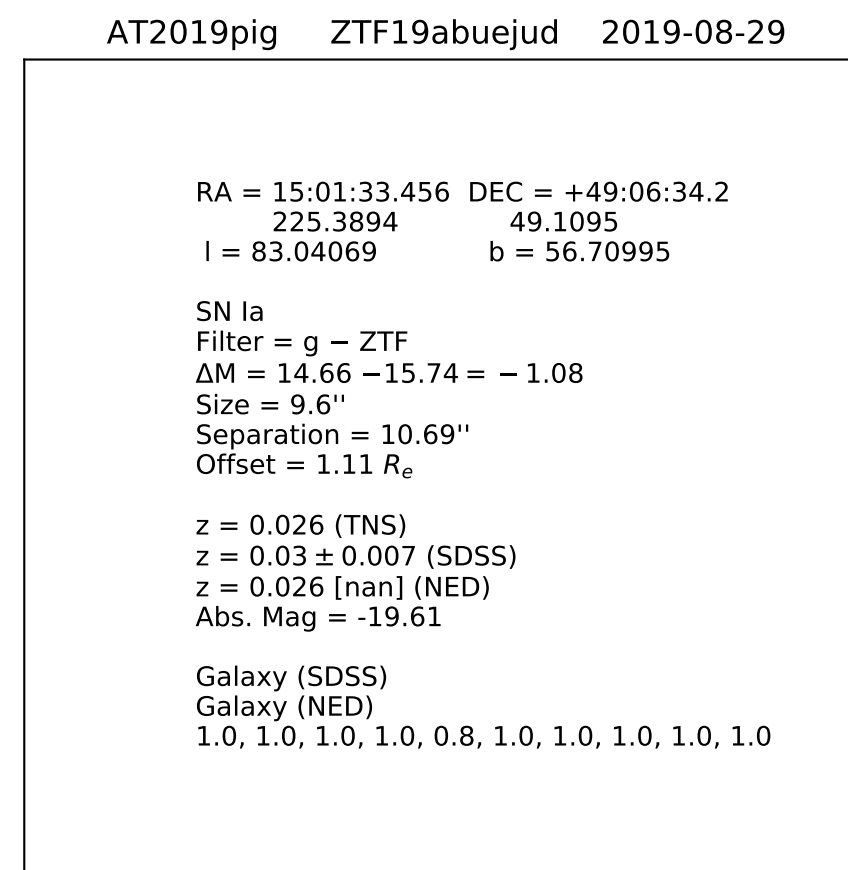 AT2019pig ZTF19abuejud 2019-08-29
RA = 15:01:33.456 DEC = +49:06:34.2
225.3894 49.1095
l = 83.04069 b = 56.70995
SN Ia
Filter = g − ZTF
ΔM = 14.66 −15.74 = − 1.08
Size = 9.6''
Separation = 10.69''
Offset = 1.11 Rₑ
z = 0.026 (TNS)
z = 0.03 ± 0.007 (SDSS)
z = 0.026 [nan] (NED)
Abs. Mag = -19.61
Galaxy (SDSS)
Galaxy (NED)
1.0, 1.0, 1.0, 1.0, 0.8, 1.0, 1.0, 1.0, 1.0, 1.0